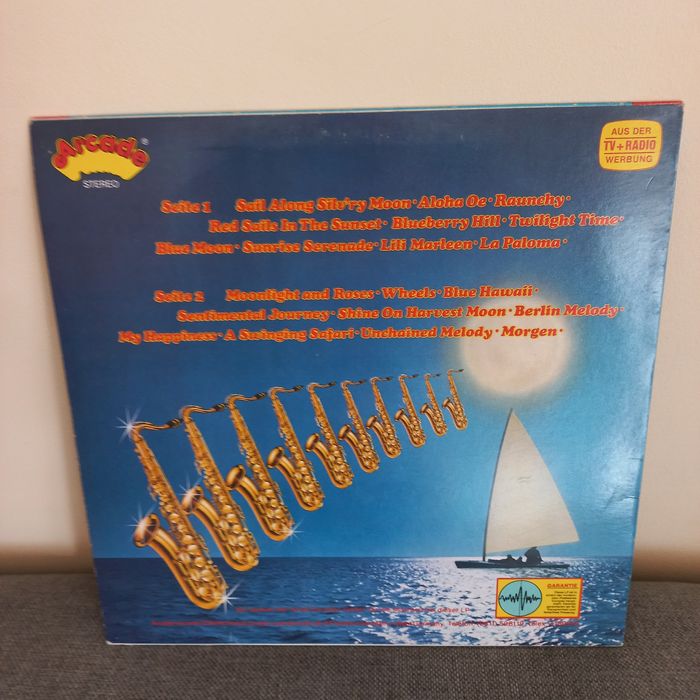 Arcade ®
STEREO
AUS DER
TV+RADIO
WERBUNG
Seite 1 Sail Along Silv'ry Moon · Aloha Oe · Raunchy ·
Red Sails In The Sunset · Blueberry Hill · Twilight Time ·
Blue Moon · Sunrise Serenade · Lili Marleen · La Paloma ·
Seite 2 Moonlight and Roses · Wheels · Blue Hawaii ·
Sentimental Journey · Shine On Harvest Moon · Berlin Melody ·
My Happiness · A Swinging Safari · Unchained Melody · Morgen ·
GARANTIE
dieser LP